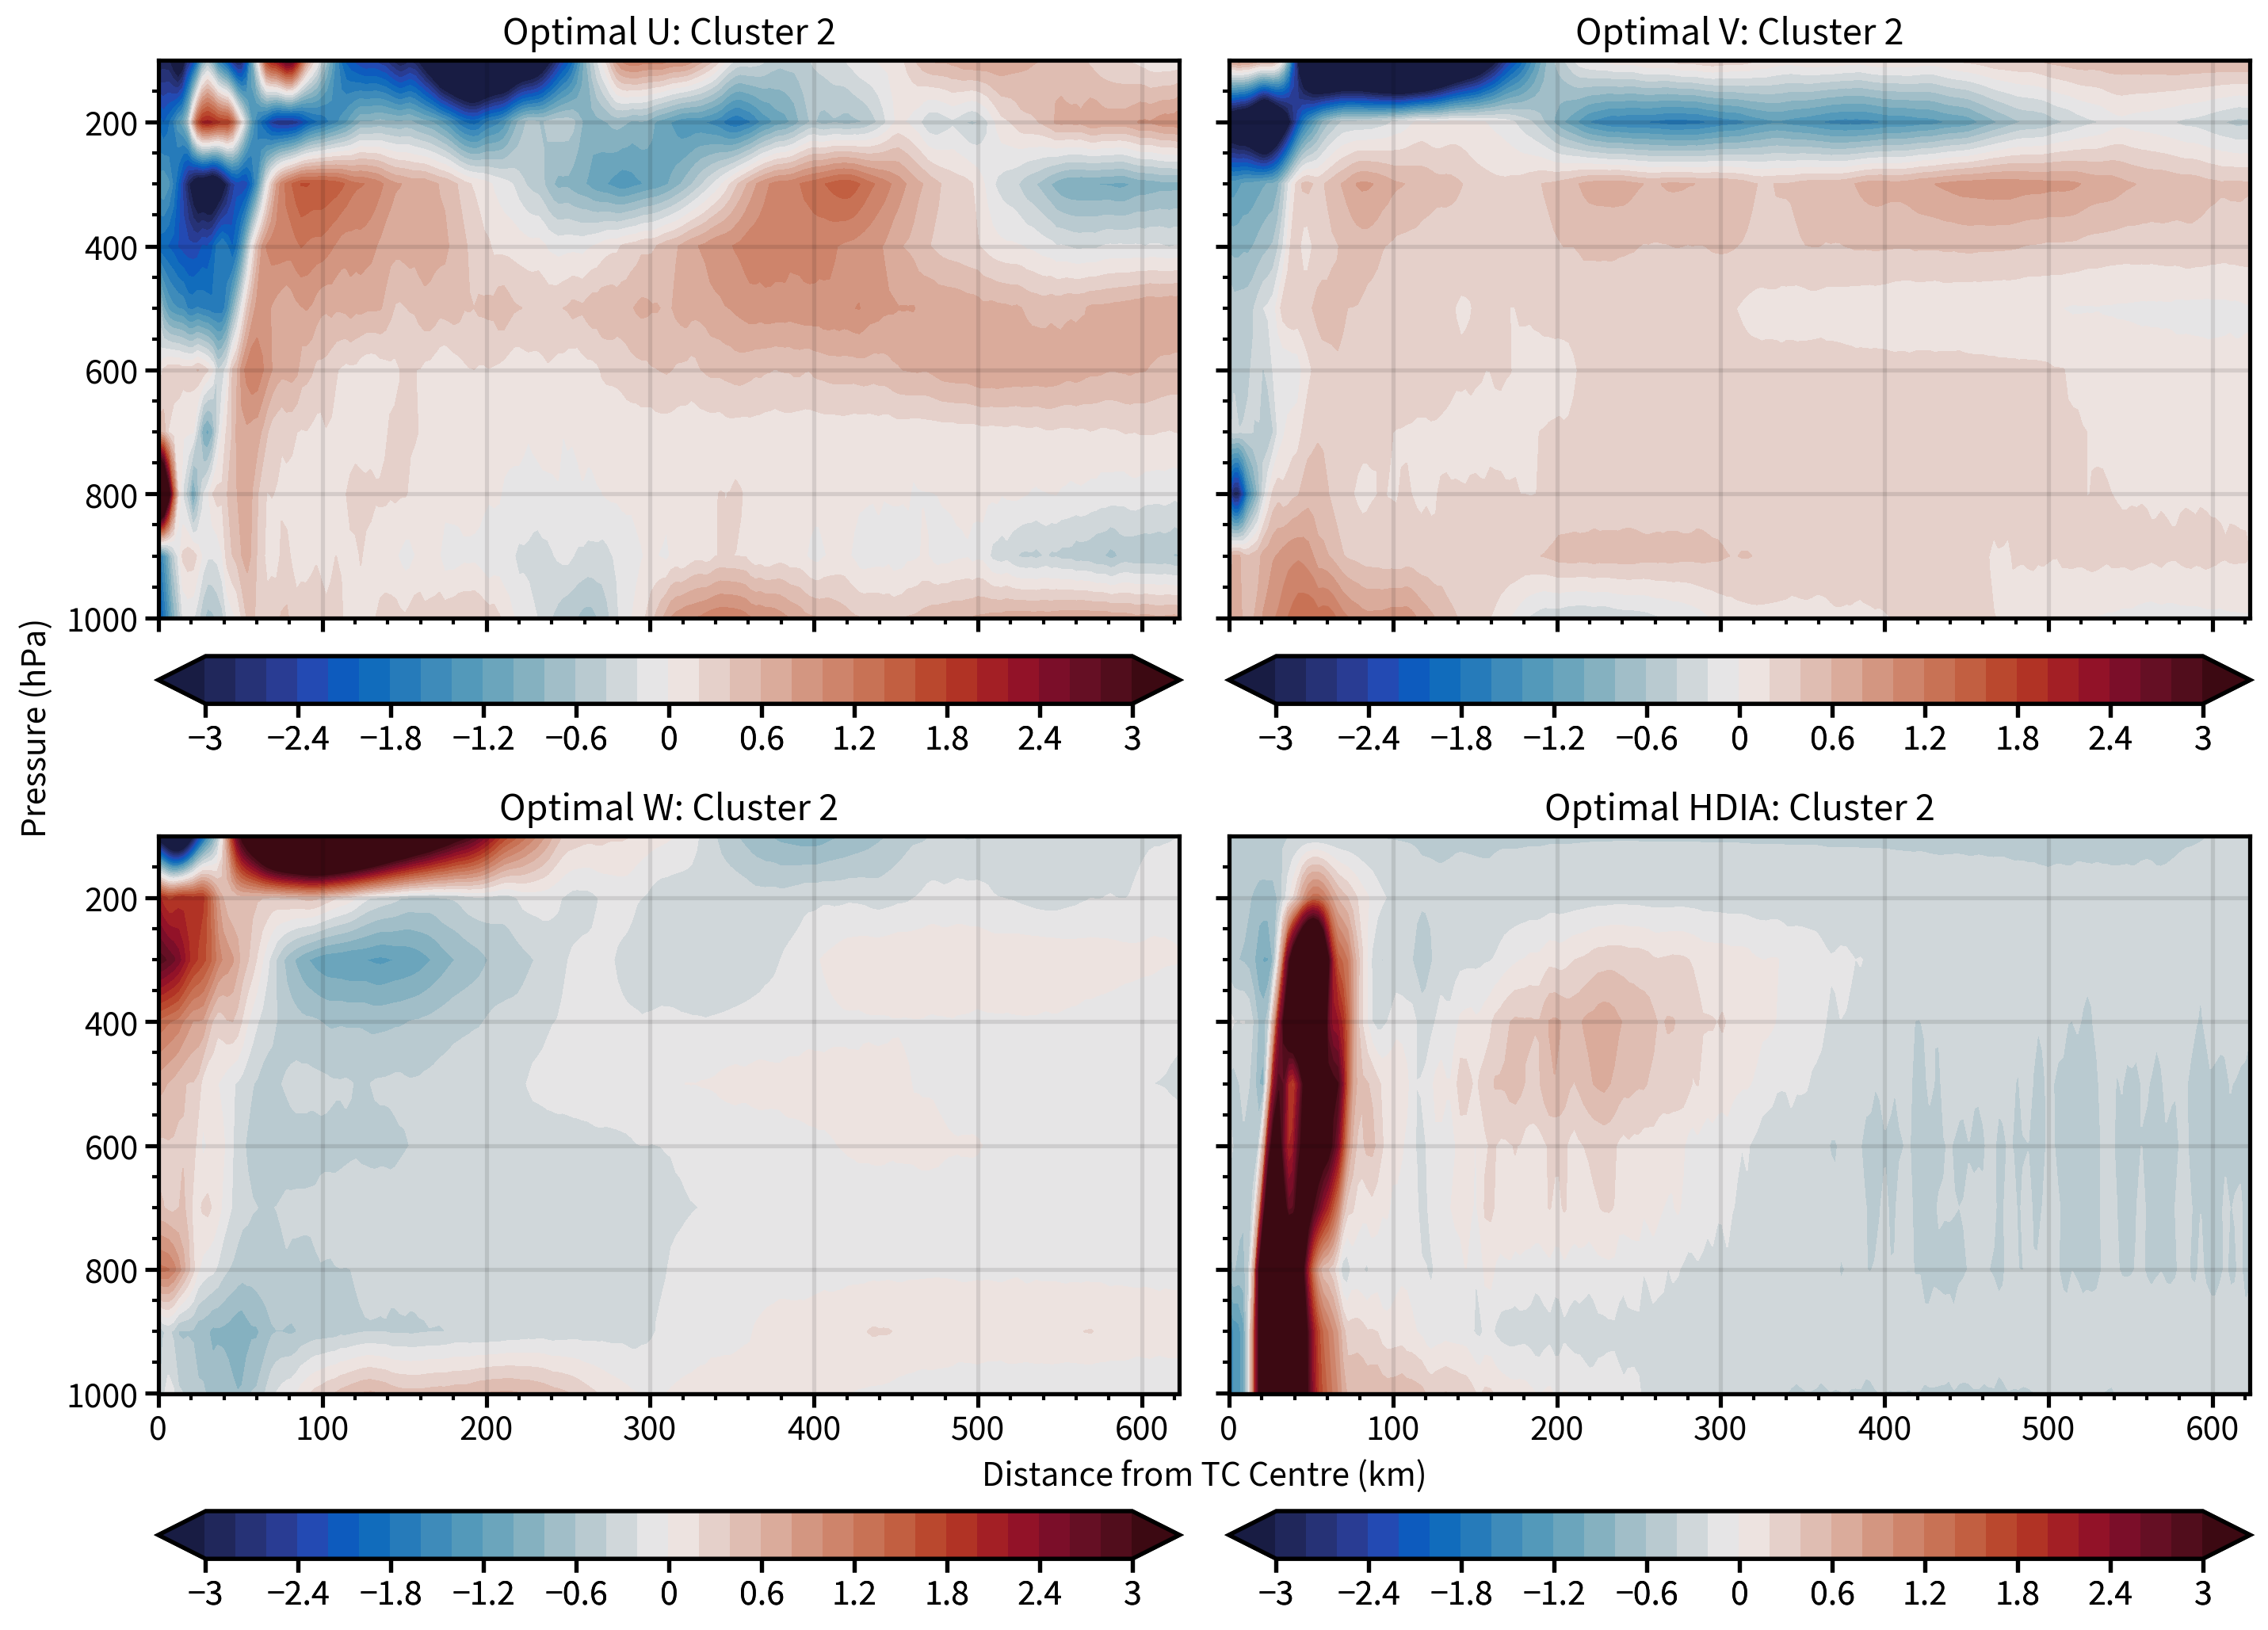 Optimal U: Cluster 2
Optimal V: Cluster 2
200
400
600
800
1000
−3 −2.4 −1.8 −1.2 −0.6 0 0.6 1.2 1.8 2.4 3
−3 −2.4 −1.8 −1.2 −0.6 0 0.6 1.2 1.8 2.4 3
Pressure (hPa)
Optimal W: Cluster 2
Optimal HDIA: Cluster 2
200
400
600
800
1000
0 100 200 300 400 500 600
0 100 200 300 400 500 600
Distance from TC Centre (km)
−3 −2.4 −1.8 −1.2 −0.6 0 0.6 1.2 1.8 2.4 3
−3 −2.4 −1.8 −1.2 −0.6 0 0.6 1.2 1.8 2.4 3